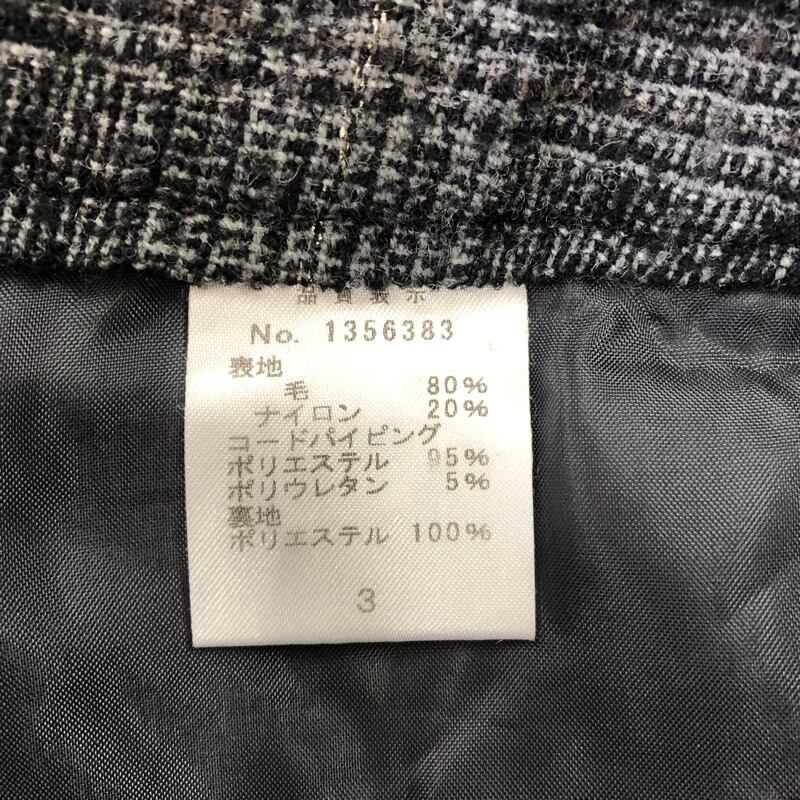 品質表示
No. 1356383
表地
毛 80%
ナイロン 20%
コードパイピング
ポリエステル 95%
ポリウレタン 5%
裏地
ポリエステル 100%
3